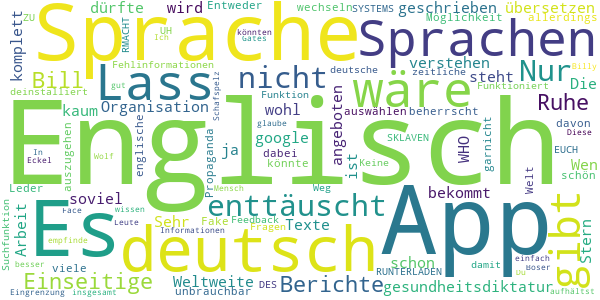 dürfte Entweder wechseln SYSTEMS geschrieben Möglichkeit übersetzen
ZU RMACHT UH Ich wird könnten Gates allerdings
komplett Sprache Sprachen
Fehlinformationen deutsche verstehen Die Billy
deinstalliert Bill gut Lass nicht Schafspelz Funktion zeitliche wäre Nur steht Funktioniert
auszugehen kaum Organisation wohl angeboten auswählen beherrscht davon Ruhe
Englisch
In Eckel Wolf englische Propaganda ja google dabei könnte glaube ist Keine SKLAVEN WHO garnicht EUCH Diese Wen
Leder soviel enttäuscht Weg App bekommt Welt schön
Suchfunktion Arbeit Es Sehr Face wissen Fake Leute Feedback Mensch Texte Informationen Fragen schon gibt Stern
besser empfinde viele deutsch Berichte damit einfach Böser
Einseitige Weltweite DES RUNTERLADEN DU gesundheitsdiktatur
Eingrenzung insgesamt unbrauchbar aufhältst